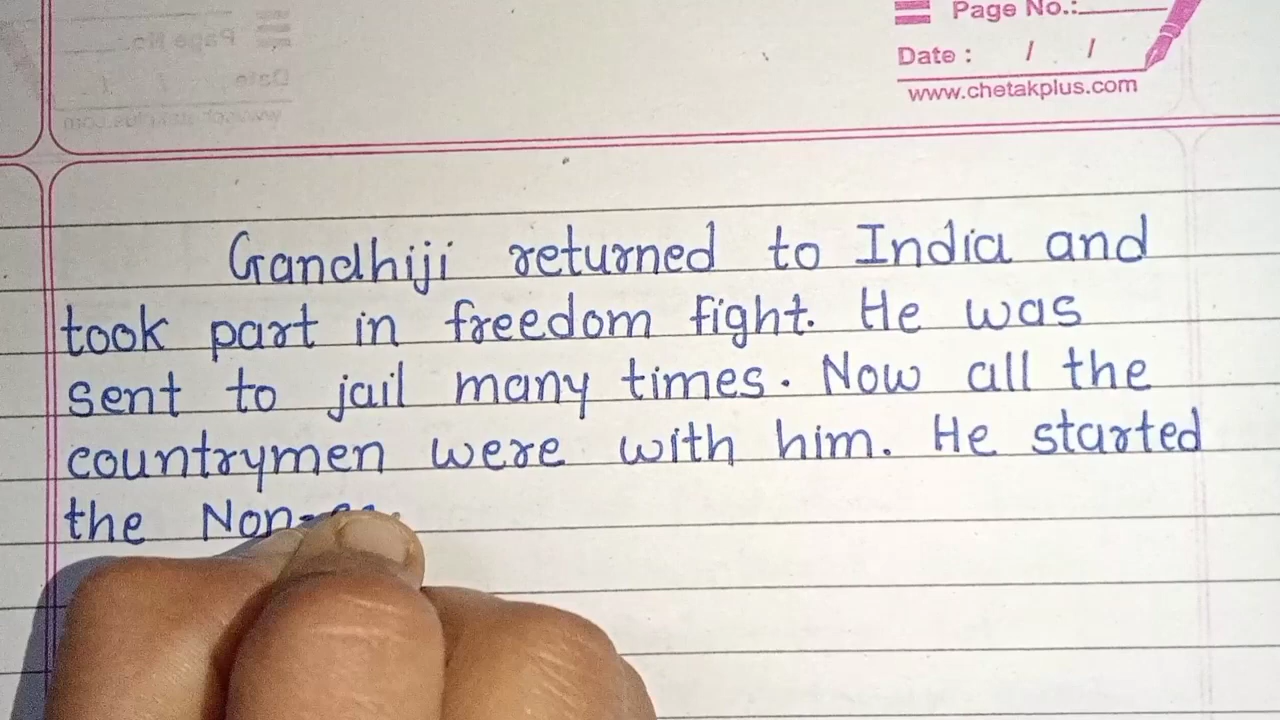 Page No.:
Date : / /
www.chetakplus.com
Gandhiji returned to India and
took part in freedom fight. He was
sent to jail many times. Now all the
countrymen were with him. He started
the